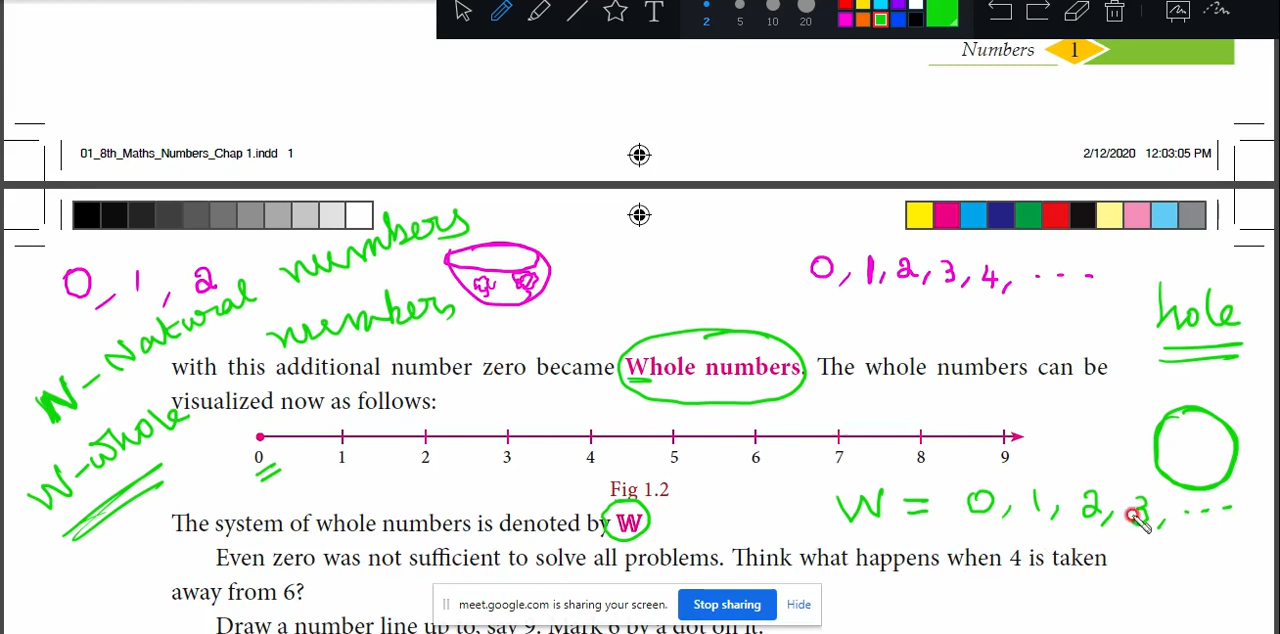 2 5 10 20
Numbers 1
01_8th_Maths_Numbers_Chap 1.indd 1
2/12/2020 12:03:05 PM
0, 1, 2
0, 1, 2, 3, 4, ...
N - Natural numbers
hole
W - whole numbers
with this additional number zero became Whole numbers. The whole numbers can be
visualized now as follows:
0 1 2 3 4 5 6 7 8 9
Fig 1.2
W = 0, 1, 2, 3, ...
The system of whole numbers is denoted by 𝕎
Even zero was not sufficient to solve all problems. Think what happens when 4 is taken
away from 6?
meet.google.com is sharing your screen. Stop sharing Hide
Draw a number line up to, say 9. Mark 6 by a dot on it.